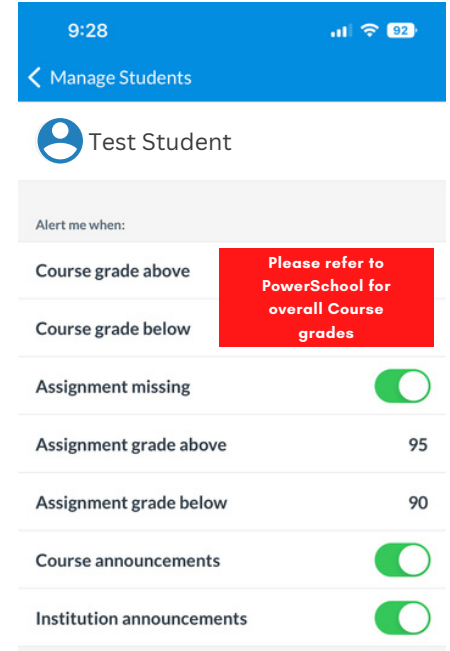 9:28
92
Manage Students
Test Student
Alert me when:
Course grade above
Please refer to
PowerSchool for
overall Course
grades
Course grade below
Assignment missing
Assignment grade above 95
Assignment grade below 90
Course announcements
Institution announcements